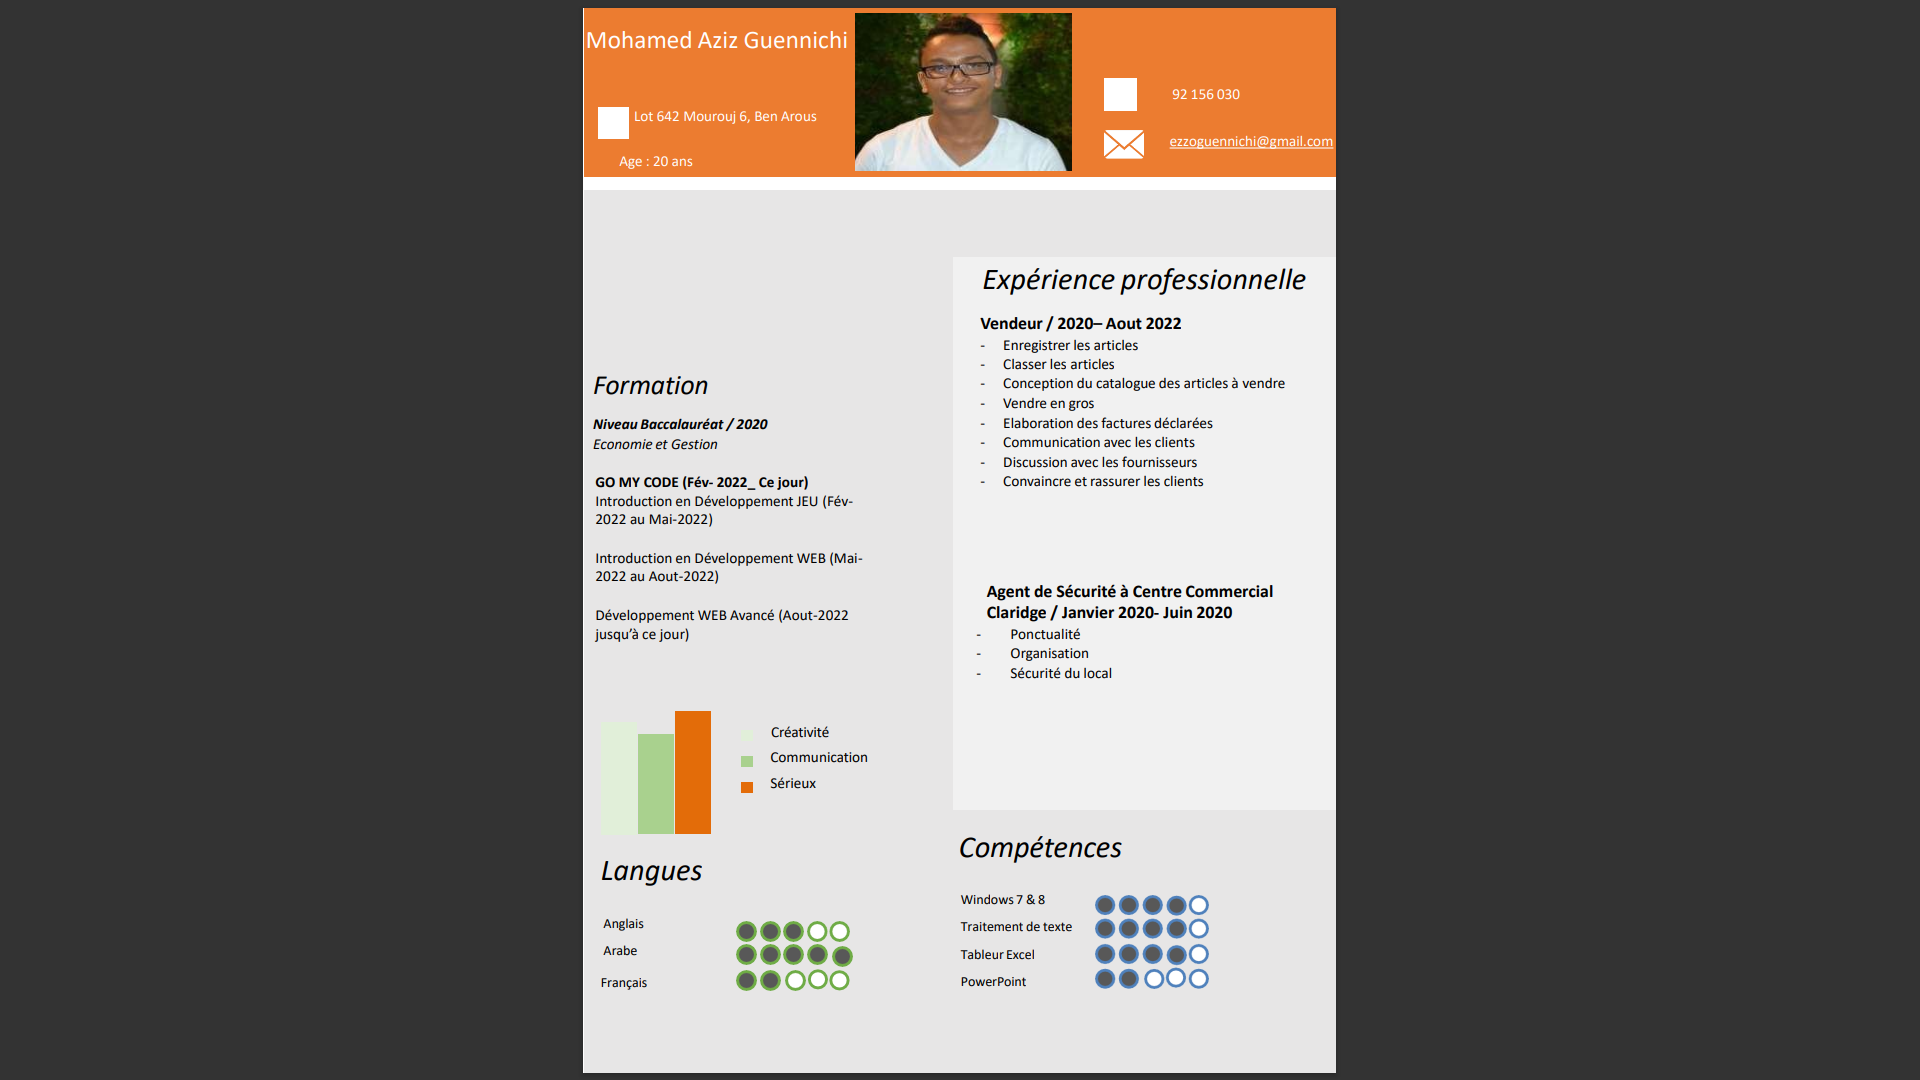 Mohamed Aziz Guennichi
Lot 642 Mourouj 6, Ben Arous
Age : 20 ans
92 156 030
ezzoguennichi@gmail.com
Formation
Niveau Baccalauréat / 2020
Economie et Gestion
GO MY CODE (Fév- 2022_ Ce jour)
Introduction en Développement JEU (Fév-
2022 au Mai-2022)
Introduction en Développement WEB (Mai-
2022 au Aout-2022)
Développement WEB Avancé (Aout-2022
jusqu’à ce jour)
Créativité
Communication
Sérieux
Langues
Anglais
Arabe
Français
Expérience professionnelle
Vendeur / 2020– Aout 2022
- Enregistrer les articles
- Classer les articles
- Conception du catalogue des articles à vendre
- Vendre en gros
- Elaboration des factures déclarées
- Communication avec les clients
- Discussion avec les fournisseurs
- Convaincre et rassurer les clients
Agent de Sécurité à Centre Commercial
Claridge / Janvier 2020- Juin 2020
- Ponctualité
- Organisation
- Sécurité du local
Compétences
Windows 7 & 8
Traitement de texte
Tableur Excel
PowerPoint